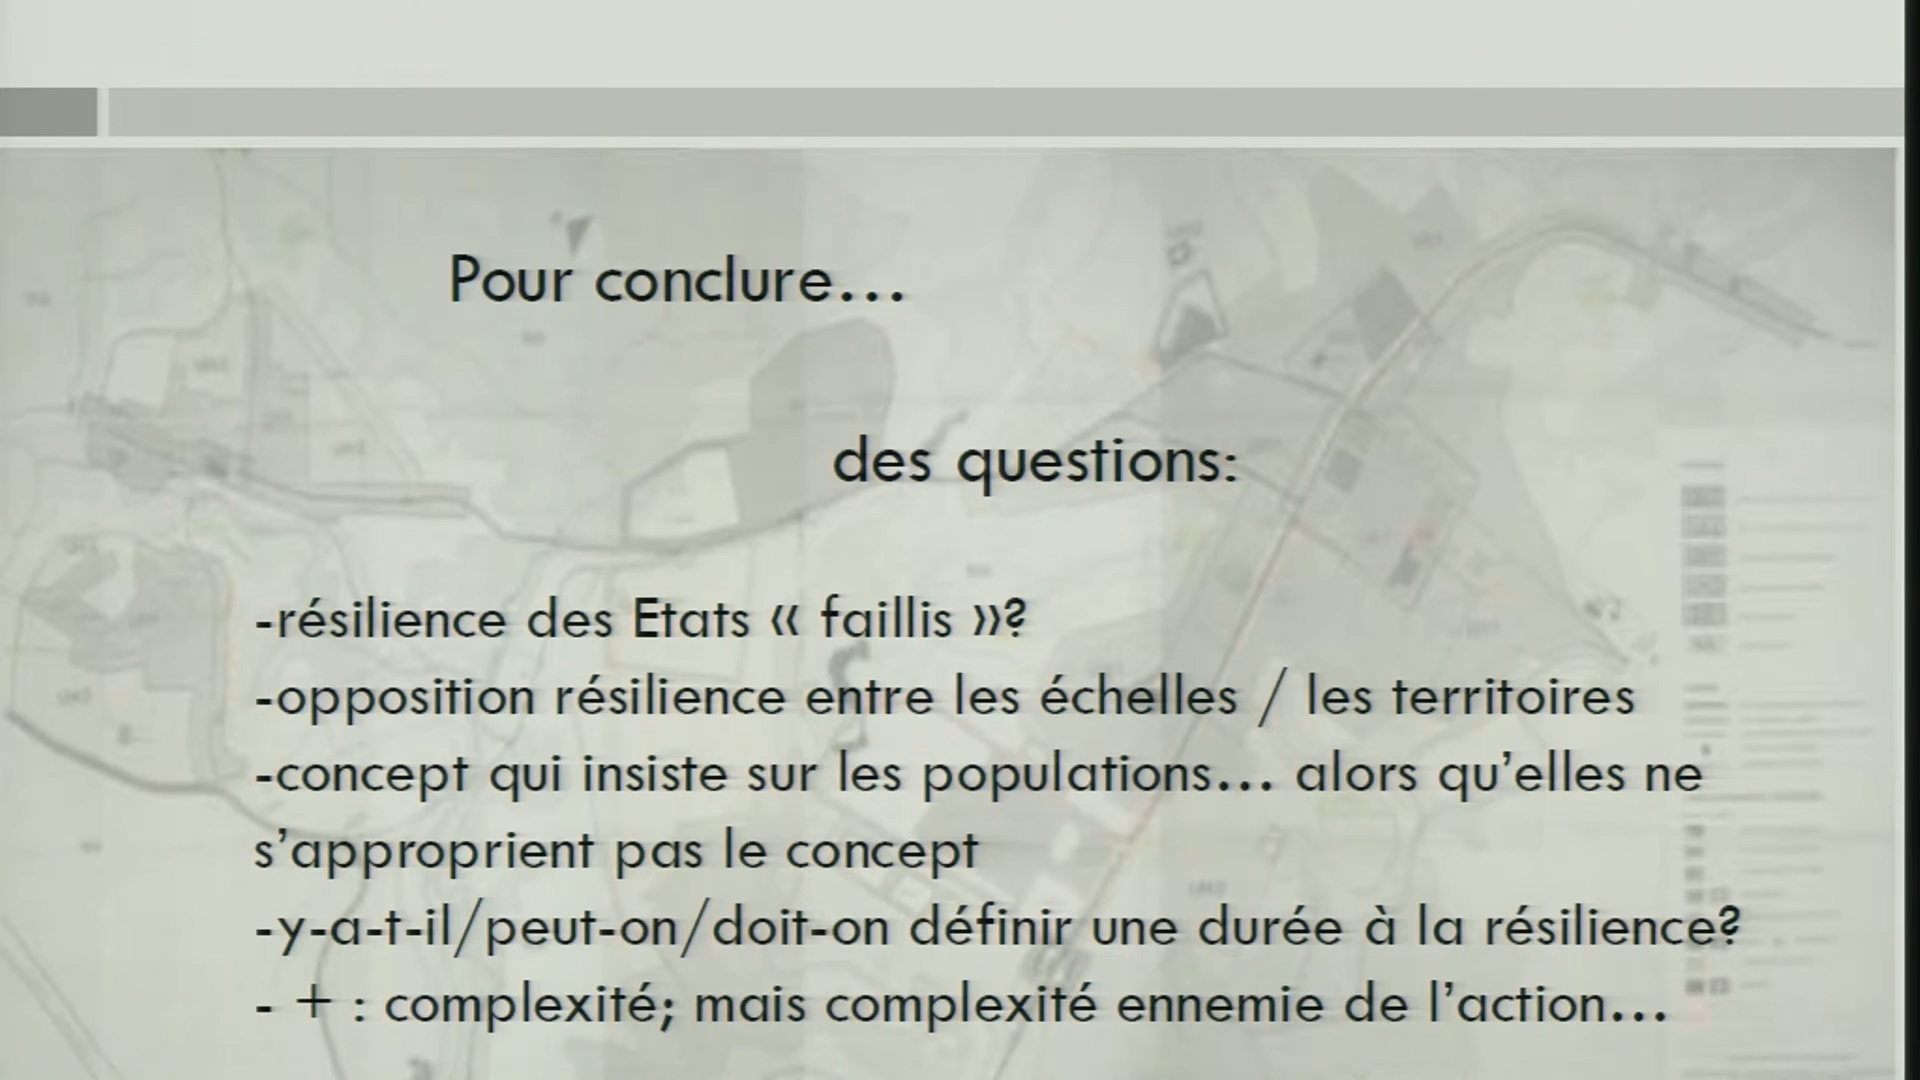 Pour conclure…
des questions:
-résilience des Etats « faillis »?
-opposition résilience entre les échelles / les territoires
-concept qui insiste sur les populations… alors qu’elles ne
s’approprient pas le concept
-y-a-t-il/peut-on/doit-on définir une durée à la résilience?
- + : complexité; mais complexité ennemie de l’action…